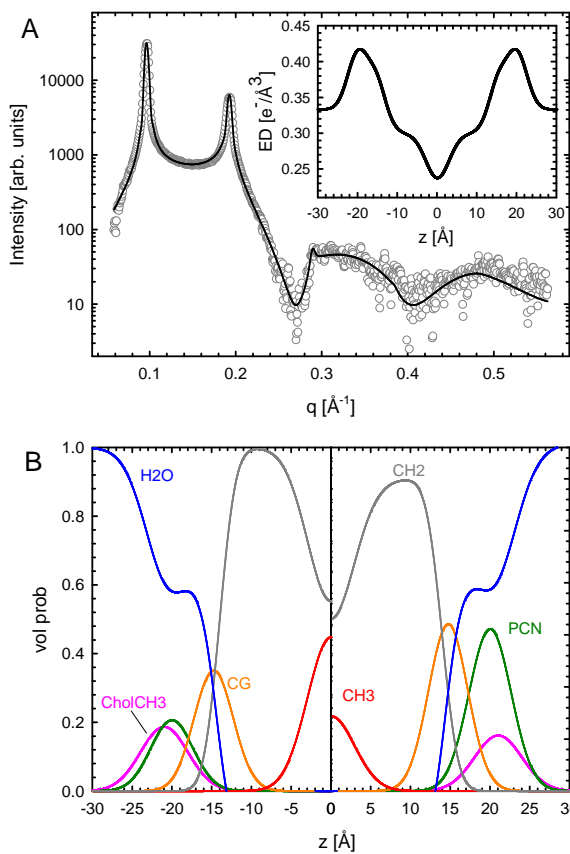 A
Intensity [arb. units]
10000
1000
100
10
0.1 0.2 0.3 0.4 0.5
q [Å-1]
ED [e-/Å3]
0.45
0.40
0.35
0.30
0.25
-30 -20 -10 0 10 20 30
z [Å]
B
vol prob
1.0
0.8
0.6
0.4
0.2
0.0
H2O
CH2
PCN
CG
CholCH3
CH3
-30 -25 -20 -15 -10 -5 0 0 5 10 15 20 25 30
z [Å]